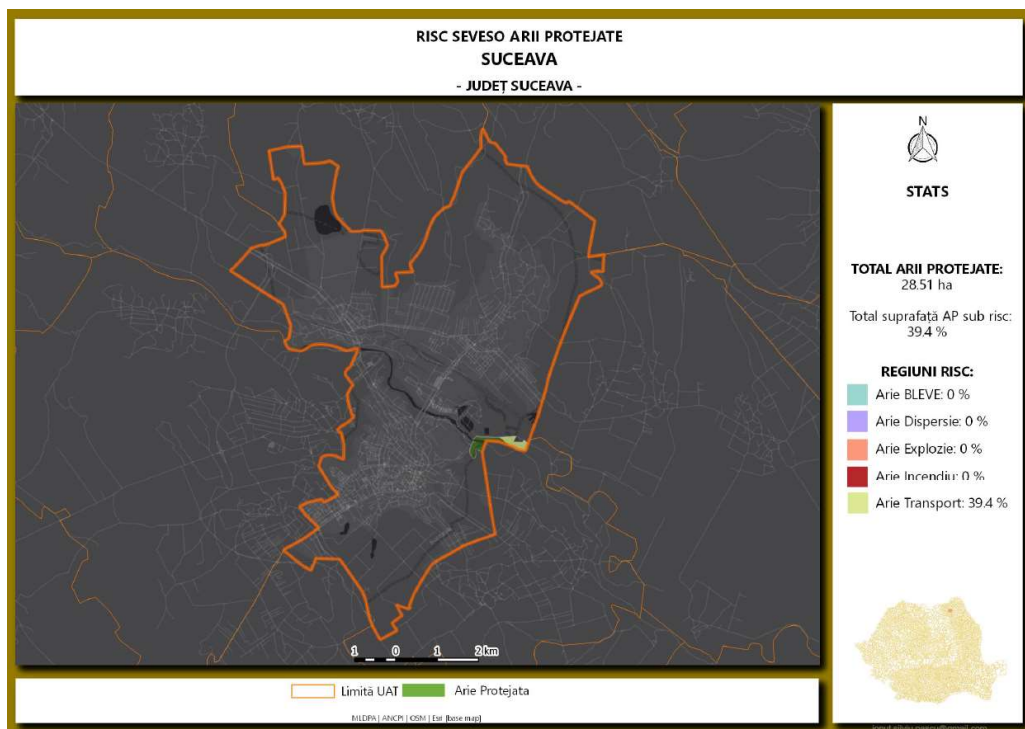 RISC SEVESO ARII PROTEJATE
SUCEAVA
- JUDEȚ SUCEAVA -
N
STATS
TOTAL ARII PROTEJATE:
28.51 ha
Total suprafață AP sub risc:
39.4 %
REGIUNI RISC:
Arie BLEVE: 0 %
Arie Dispersie: 0 %
Arie Explozie: 0 %
Arie Incendiu: 0 %
Arie Transport: 39.4 %
1 0 1 2 km
Limită UAT
Arie Protejata
MLDPA | ANCPI | OSM | Esri [base map]